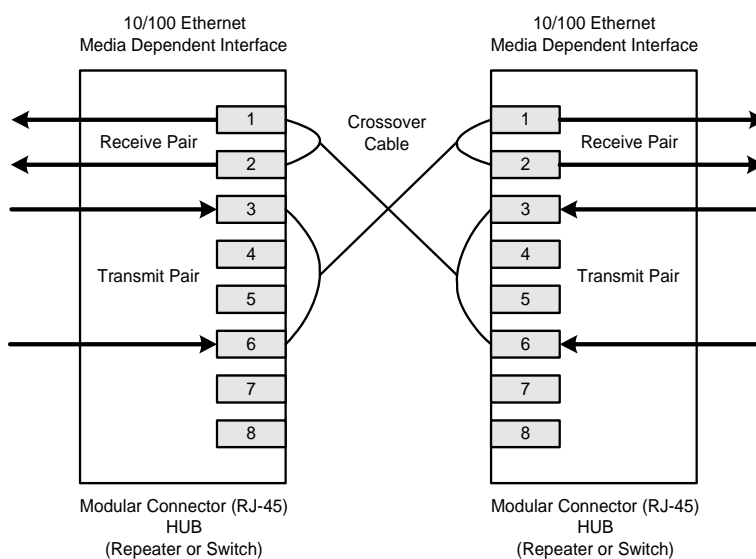 10/100 Ethernet
Media Dependent Interface
10/100 Ethernet
Media Dependent Interface
1
Receive Pair
2
3
4
Transmit Pair
5
6
7
8
Crossover
Cable
1
Receive Pair
2
3
4
Transmit Pair
5
6
7
8
Modular Connector (RJ-45)
HUB
(Repeater or Switch)
Modular Connector (RJ-45)
HUB
(Repeater or Switch)